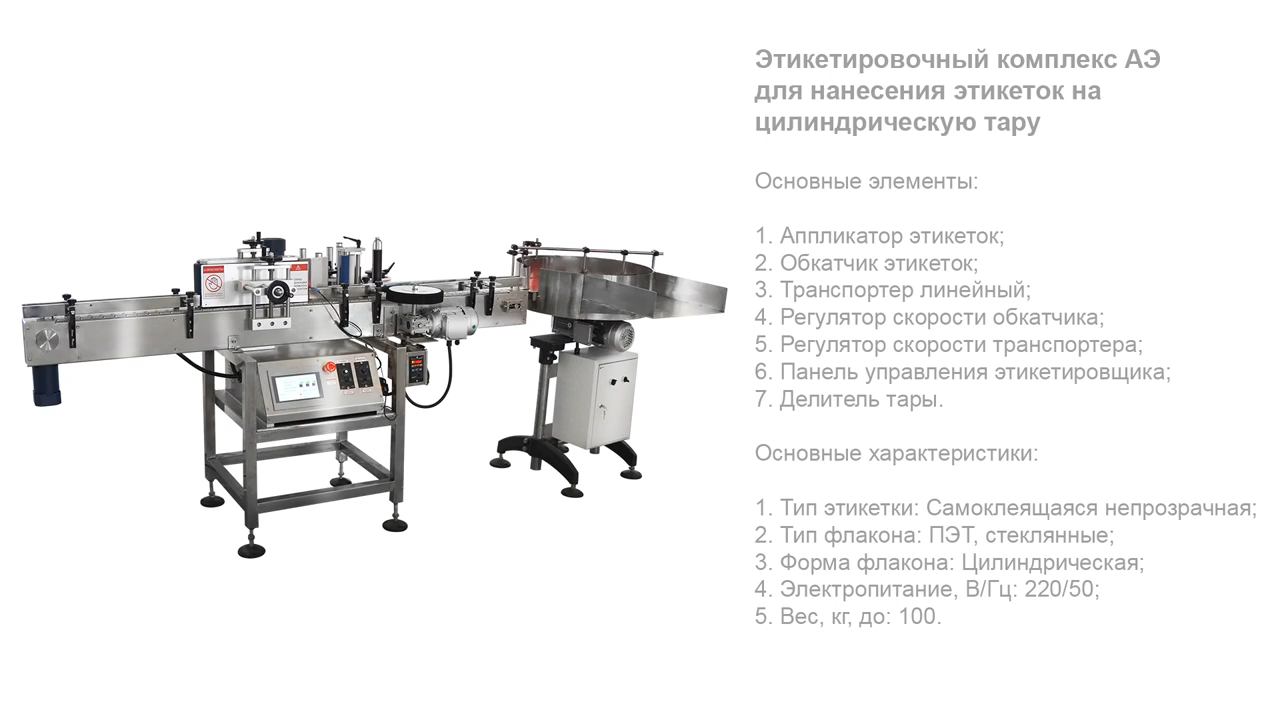 Этикетировочный комплекс АЭ
для нанесения этикеток на
цилиндрическую тару
Основные элементы:
1. Аппликатор этикеток;
2. Обкатчик этикеток;
3. Транспортер линейный;
4. Регулятор скорости обкатчика;
5. Регулятор скорости транспортера;
6. Панель управления этикетировщика;
7. Делитель тары.
Основные характеристики:
1. Тип этикетки: Самоклеящаяся непрозрачная;
2. Тип флакона: ПЭТ, стеклянные;
3. Форма флакона: Цилиндрическая;
4. Электропитание, В/Гц: 220/50;
5. Вес, кг, до: 100.